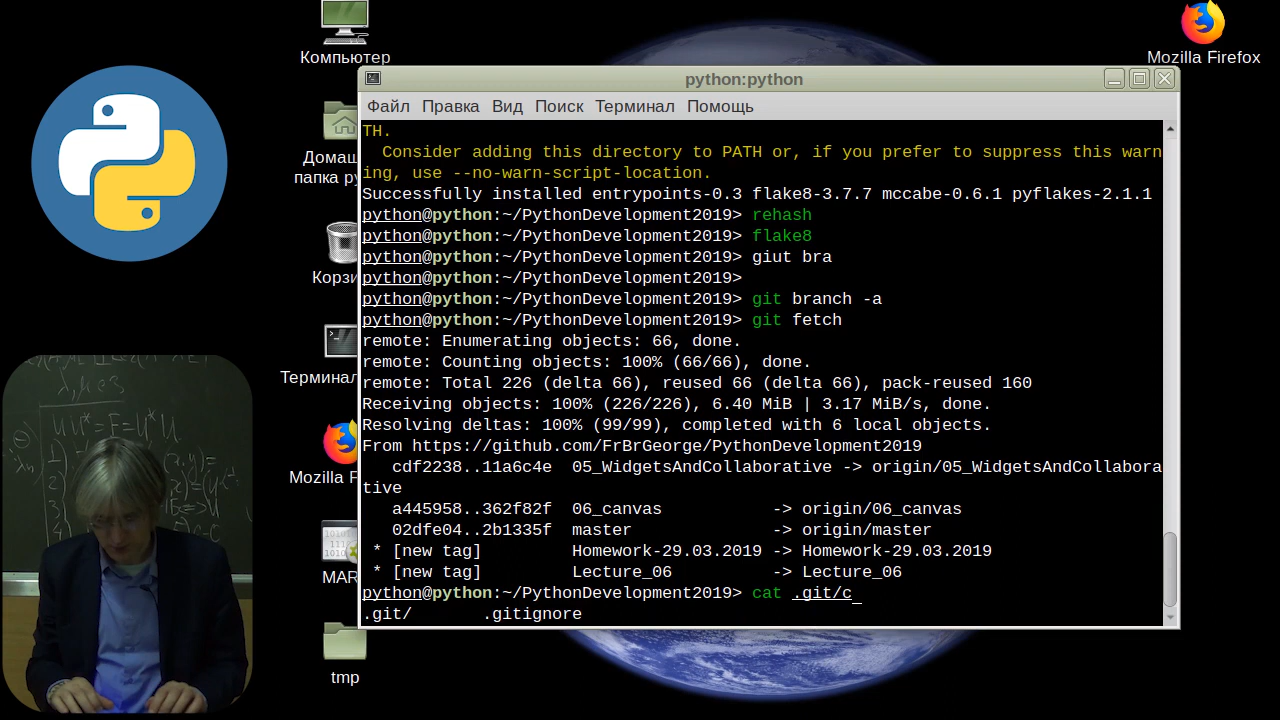 Компьютер
Mozilla Firefox
python:python
Файл Правка Вид Поиск Терминал Помощь
TH.
Consider adding this directory to PATH or, if you prefer to suppress this warn
ing, use --no-warn-script-location.
Successfully installed entrypoints-0.3 flake8-3.7.7 mccabe-0.6.1 pyflakes-2.1.1
python@python:~/PythonDevelopment2019> rehash
python@python:~/PythonDevelopment2019> flake8
python@python:~/PythonDevelopment2019> giut bra
python@python:~/PythonDevelopment2019>
python@python:~/PythonDevelopment2019> git branch -a
python@python:~/PythonDevelopment2019> git fetch
remote: Enumerating objects: 66, done.
remote: Counting objects: 100% (66/66), done.
remote: Total 226 (delta 66), reused 66 (delta 66), pack-reused 160
Receiving objects: 100% (226/226), 6.40 MiB | 3.17 MiB/s, done.
Resolving deltas: 100% (99/99), completed with 6 local objects.
From https://github.com/FrBrGeorge/PythonDevelopment2019
cdf2238..11a6c4e 05_WidgetsAndCollaborative -> origin/05_WidgetsAndCollabora
tive
a445958..362f82f 06_canvas -> origin/06_canvas
02dfe04..2b1335f master -> origin/master
* [new tag] Homework-29.03.2019 -> Homework-29.03.2019
* [new tag] Lecture_06 -> Lecture_06
python@python:~/PythonDevelopment2019> cat .git/c
.git/ .gitignore
Домаш
папка py
Корзи
Терминал
Mozilla F
MAR
tmp